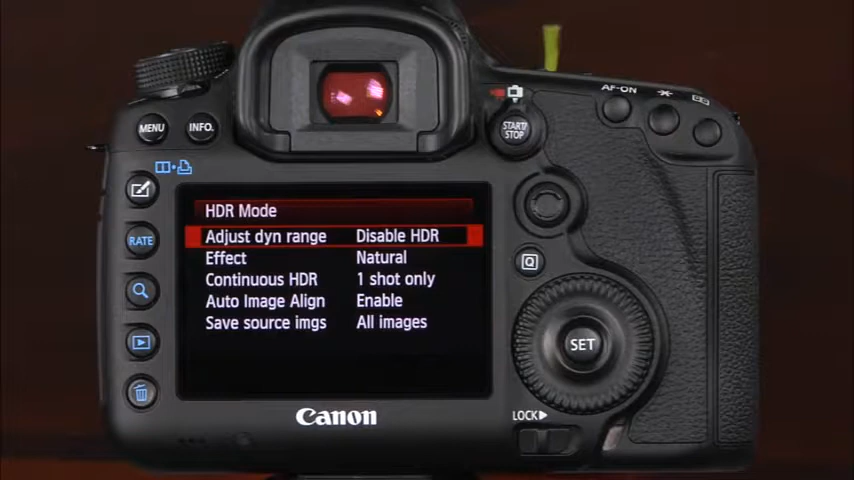 AF-ON
MENU
INFO.
START/
STOP
HDR Mode
Adjust dyn range Disable HDR
Effect Natural
Continuous HDR 1 shot only
Auto Image Align Enable
Save source imgs All images
RATE
Q
SET
LOCK
Canon